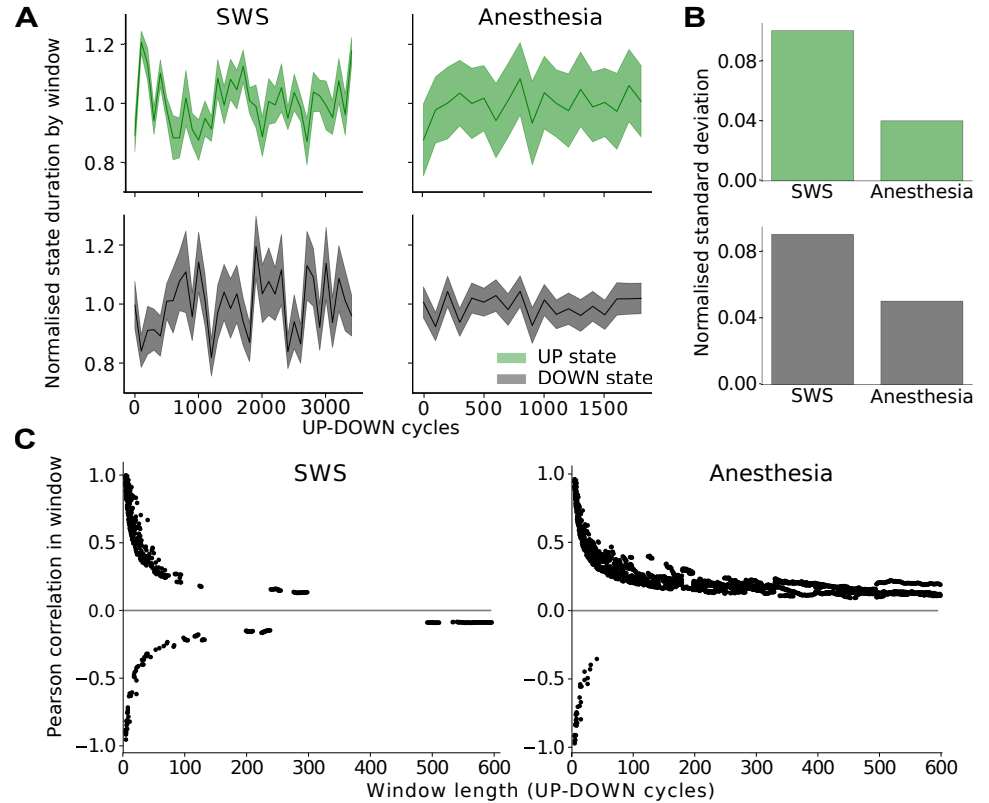 A
SWS
Anesthesia
B
Normalised state duration by window
1.2
1.0
0.8
1.2
1.0
0.8
0
1000
2000
3000
0
500
1000
1500
UP state
DOWN state
UP-DOWN cycles
Normalised standard deviation
0.08
0.04
0.00
SWS
Anesthesia
0.08
0.04
0.00
SWS
Anesthesia
C
SWS
Anesthesia
Pearson correlation in window
1.0
0.5
0.0
−0.5
−1.0
0
100
200
300
400
500
600
1.0
0.5
0.0
−0.5
−1.0
0
100
200
300
400
500
600
Window length (UP-DOWN cycles)